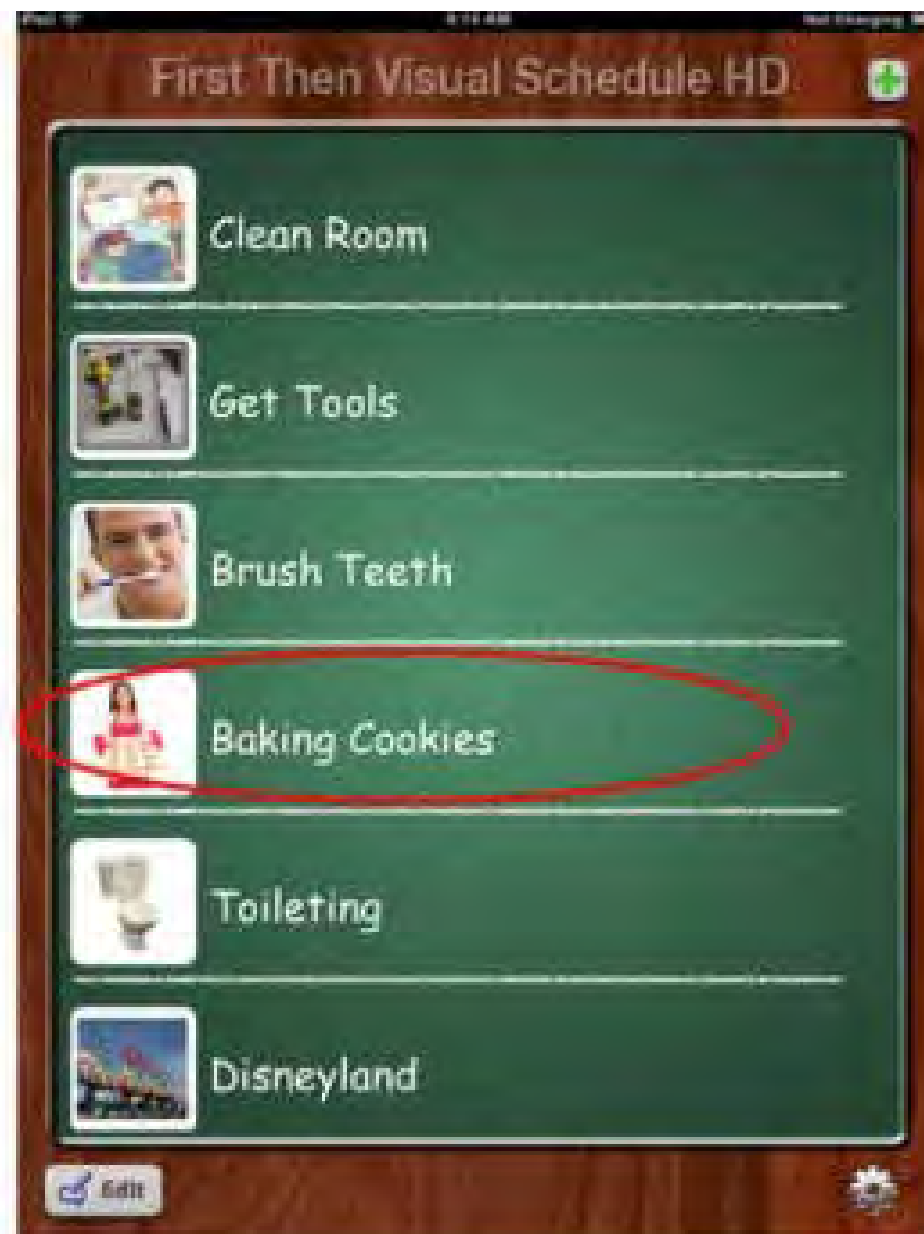 First Then Visual Schedule HD
Clean Room
Get Tools
Brush Teeth
Baking Cookies
Toileting
Disneyland
Edit